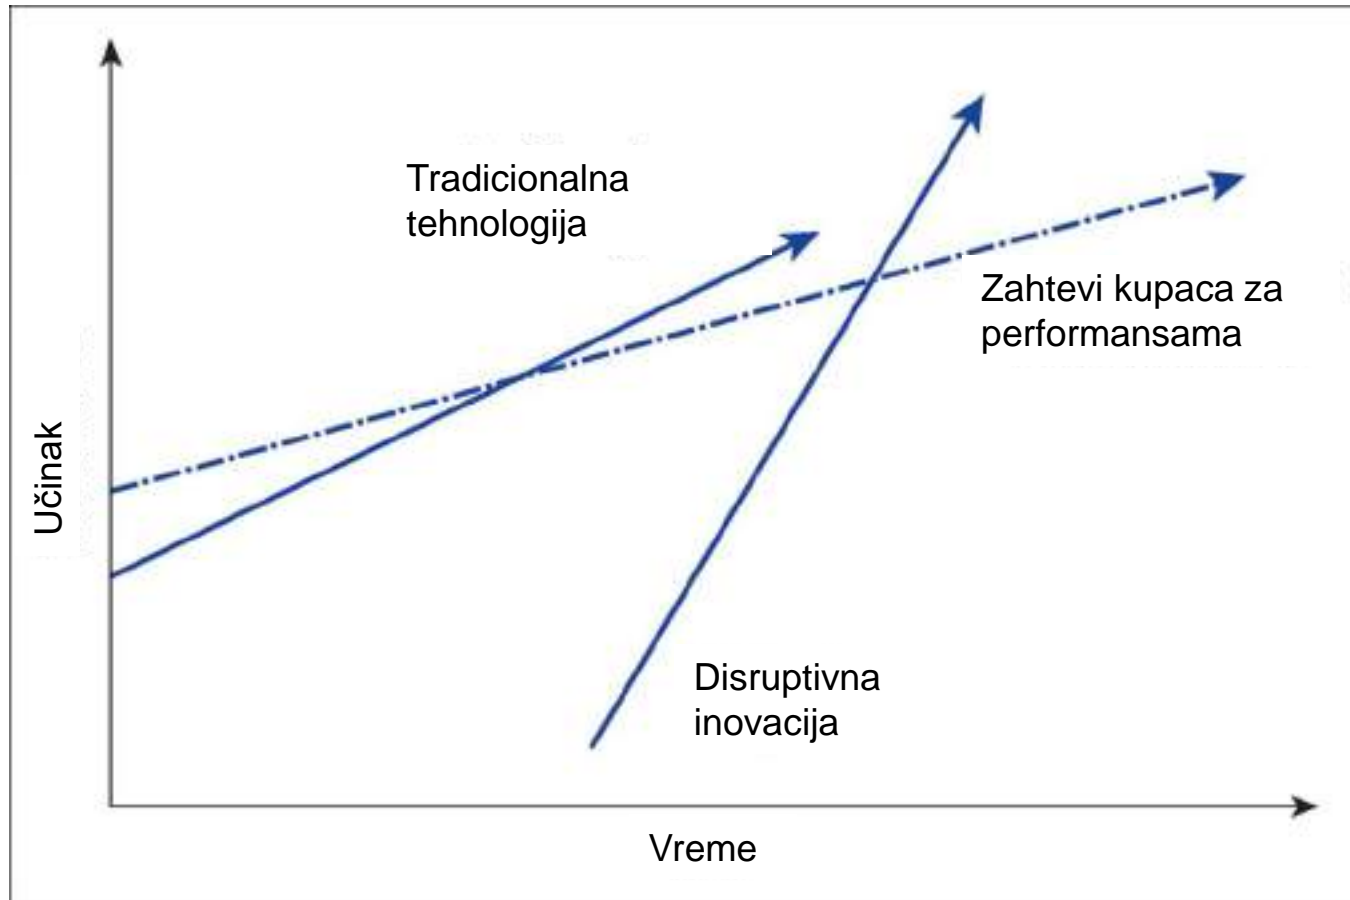 Tradicionalna
tehnologija
Zahtevi kupaca za
performansama
Učinak
Disruptivna
inovacija
Vreme